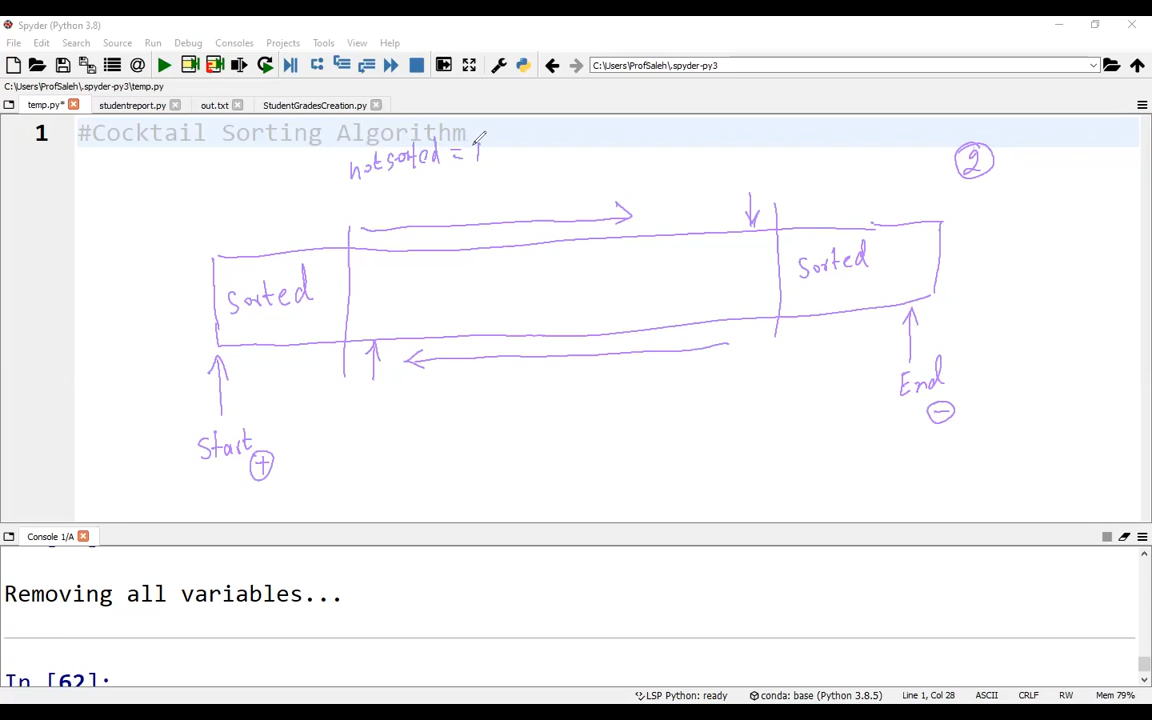 Spyder (Python 3.8)
File Edit Search Source Run Debug Consoles Projects Tools View Help
C:\Users\ProfSaleh\.spyder-py3
C:\Users\ProfSaleh\.spyder-py3\temp.py
temp.py* studentreport.py out.txt StudentGradesCreation.py
1 #Cocktail Sorting Algorithm
notsorted = 1
2
Sorted
Sorted
End
-
Start
+
Console 1/A
Removing all variables...
In [62]:
LSP Python: ready conda: base (Python 3.8.5) Line 1, Col 28 ASCII CRLF RW Mem 79%